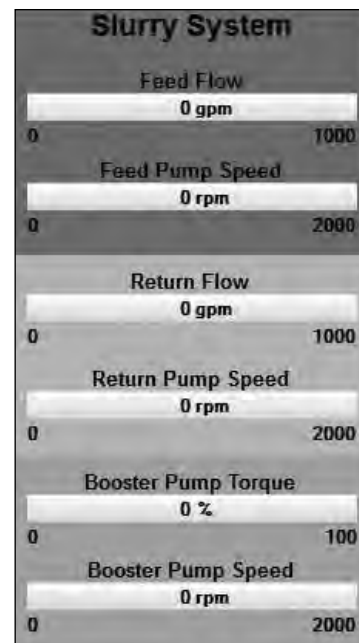 Slurry System
Feed Flow
0 gpm
0 1000
Feed Pump Speed
0 rpm
0 2000
Return Flow
0 gpm
0 1000
Return Pump Speed
0 rpm
0 2000
Booster Pump Torque
0 %
0 100
Booster Pump Speed
0 rpm
0 2000